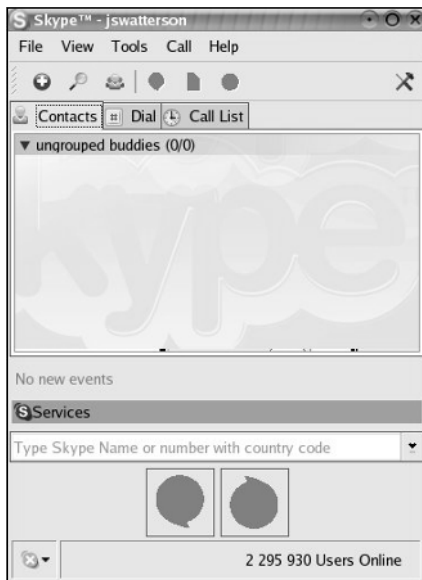 Skype™ - jswatterson
File View Tools Call Help
Contacts Dial Call List
ungrouped buddies (0/0)
kype
No new events
Services
Type Skype Name or number with country code
2 295 930 Users Online